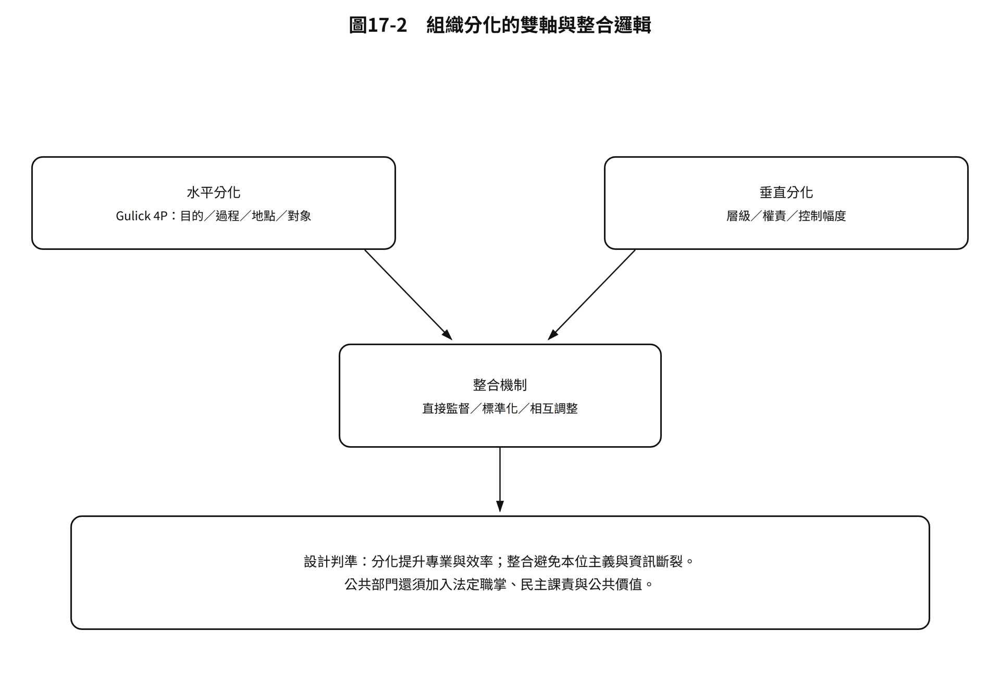 圖17-2　組織分化的雙軸與整合邏輯
水平分化
Gulick 4P：目的／過程／地點／對象
垂直分化
層級／權責／控制幅度
整合機制
直接監督／標準化／相互調整
設計判準：分化提升專業與效率；整合避免本位主義與資訊斷裂。
公共部門還須加入法定職掌、民主課責與公共價值。